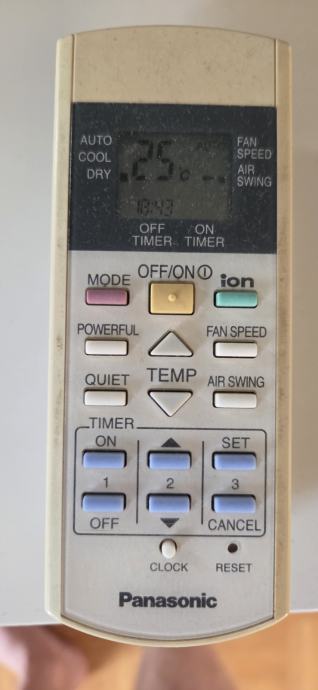 AUTO
COOL
DRY
25°C
FAN
SPEED
AIR
SWING
OFF
TIMER
ON
TIMER
MODE
OFF/ON
ion
POWERFUL
FAN SPEED
QUIET
TEMP
AIR SWING
TIMER
ON
SET
1
2
3
OFF
CANCEL
CLOCK
RESET
Panasonic